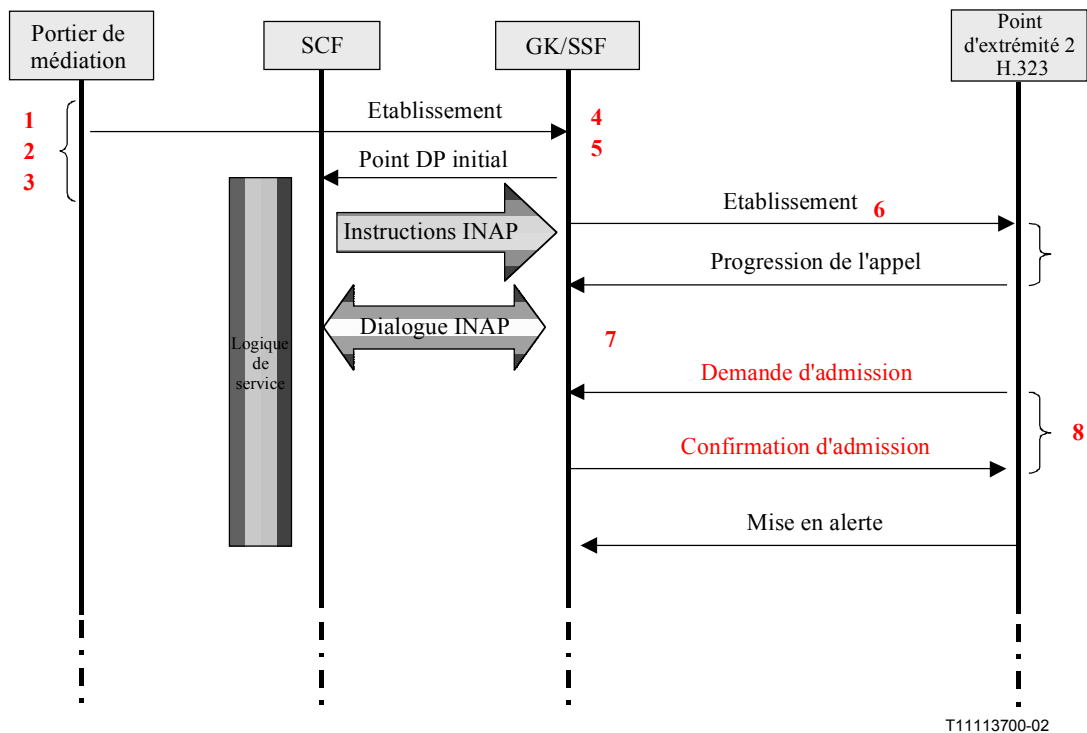 Portier de
médiation
SCF
GK/SSF
Point
d'extrémité 2
H.323
1
2
3
Etablissement
4
5
Point DP initial
Instructions INAP
Etablissement
6
Progression de l'appel
Dialogue INAP
7
Logique
de
service
Demande d'admission
8
Confirmation d'admission
Mise en alerte
T11113700-02